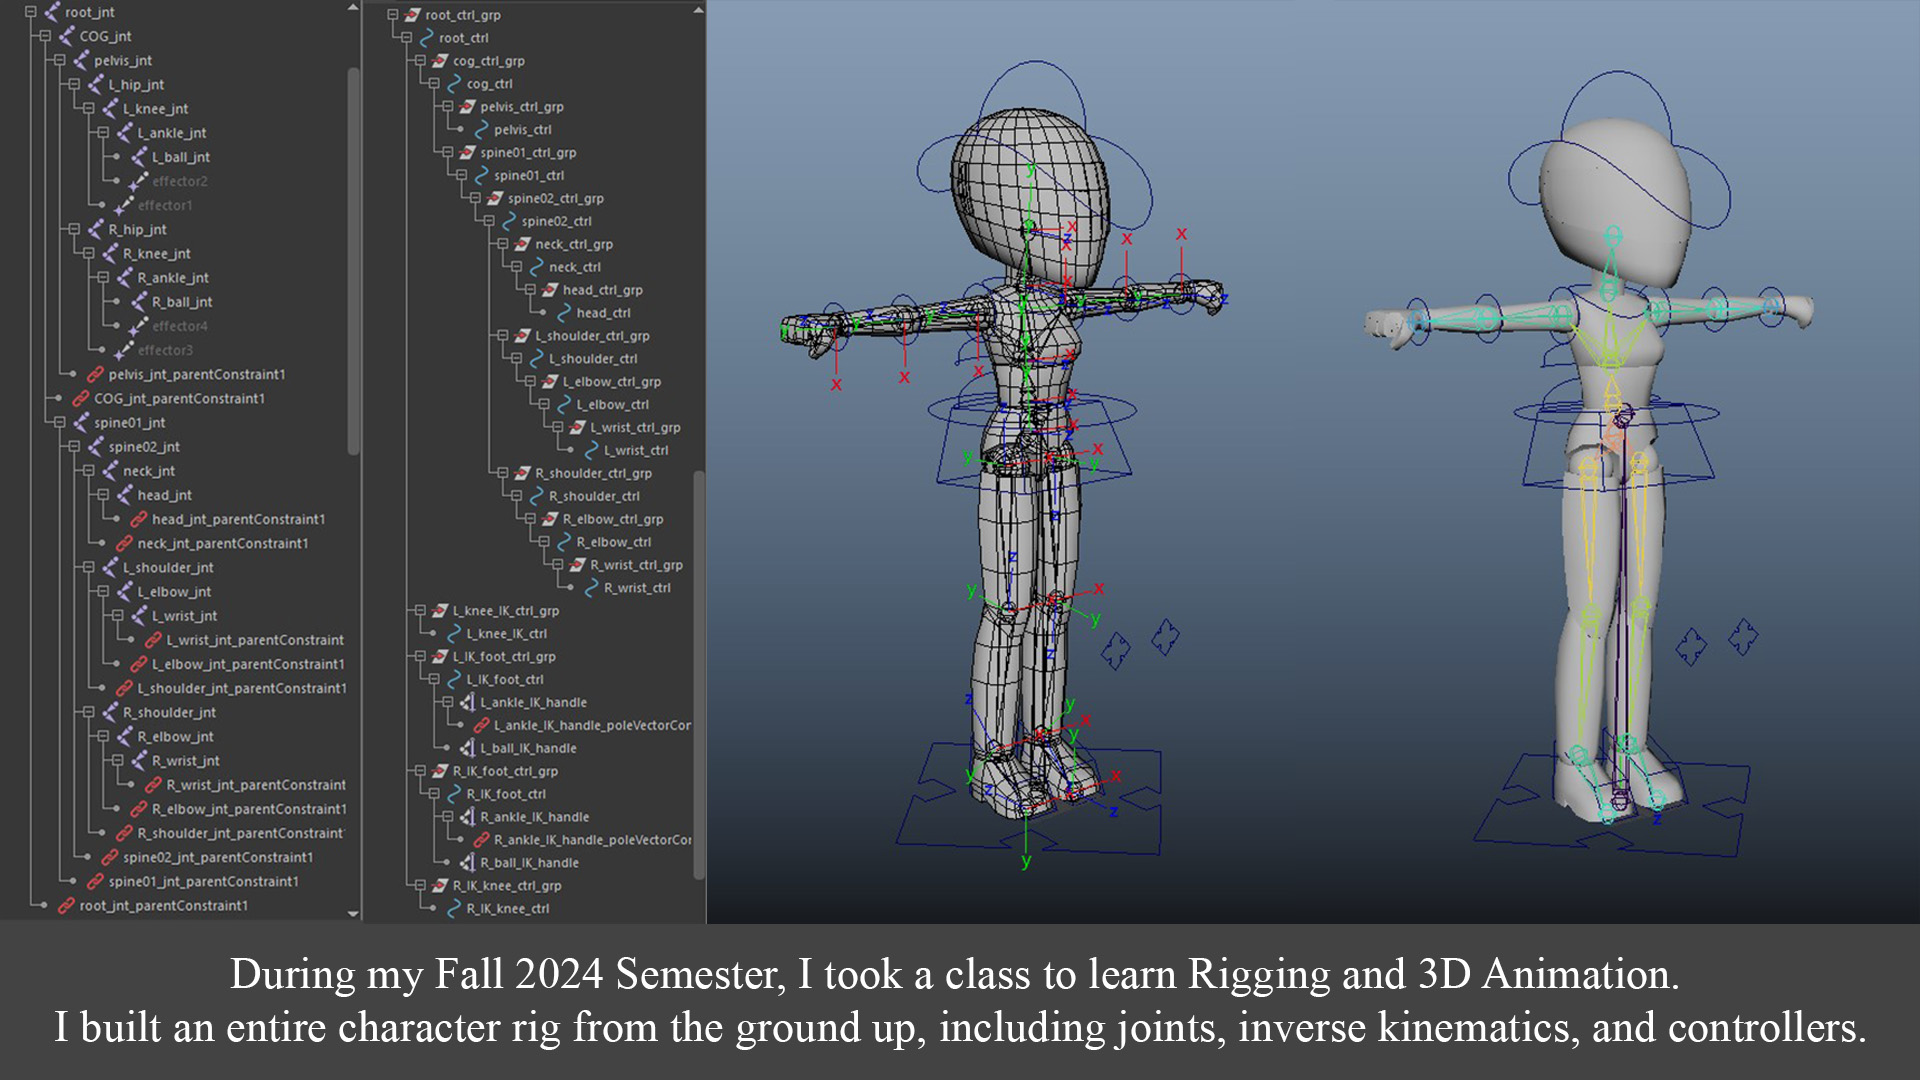 root_jnt
COG_jnt
pelvis_jnt
L_hip_jnt
L_knee_jnt
L_ankle_jnt
L_ball_jnt
effector2
effector1
R_hip_jnt
R_knee_jnt
R_ankle_jnt
R_ball_jnt
effector4
effector3
pelvis_jnt_parentConstraint1
COG_jnt_parentConstraint1
spine01_jnt
spine02_jnt
neck_jnt
head_jnt
head_jnt_parentConstraint1
neck_jnt_parentConstraint1
L_shoulder_jnt
L_elbow_jnt
L_wrist_jnt
L_wrist_jnt_parentConstraint
L_elbow_jnt_parentConstraint1
L_shoulder_jnt_parentConstraint1
R_shoulder_jnt
R_elbow_jnt
R_wrist_jnt
R_wrist_jnt_parentConstraint
R_elbow_jnt_parentConstraint1
R_shoulder_jnt_parentConstraint
spine02_jnt_parentConstraint1
spine01_jnt_parentConstraint1
root_jnt_parentConstraint1
root_ctrl_grp
root_ctrl
cog_ctrl_grp
cog_ctrl
pelvis_ctrl_grp
pelvis_ctrl
spine01_ctrl_grp
spine01_ctrl
spine02_ctrl_grp
spine02_ctrl
neck_ctrl_grp
neck_ctrl
head_ctrl_grp
head_ctrl
L_shoulder_ctrl_grp
L_shoulder_ctrl
L_elbow_ctrl_grp
L_elbow_ctrl
L_wrist_ctrl_grp
L_wrist_ctrl
R_shoulder_ctrl_grp
R_shoulder_ctrl
R_elbow_ctrl_grp
R_elbow_ctrl
R_wrist_ctrl_grp
R_wrist_ctrl
L_knee_IK_ctrl_grp
L_knee_IK_ctrl
L_IK_foot_ctrl_grp
L_IK_foot_ctrl
L_ankle_IK_handle
L_ankle_IK_handle_poleVectorCor
L_ball_IK_handle
R_IK_foot_ctrl_grp
R_IK_foot_ctrl
R_ankle_IK_handle
R_ankle_IK_handle_poleVectorCor
R_ball_IK_handle
R_IK_knee_ctrl_grp
R_IK_knee_ctrl
During my Fall 2024 Semester, I took a class to learn Rigging and 3D Animation.
I built an entire character rig from the ground up, including joints, inverse kinematics, and controllers.